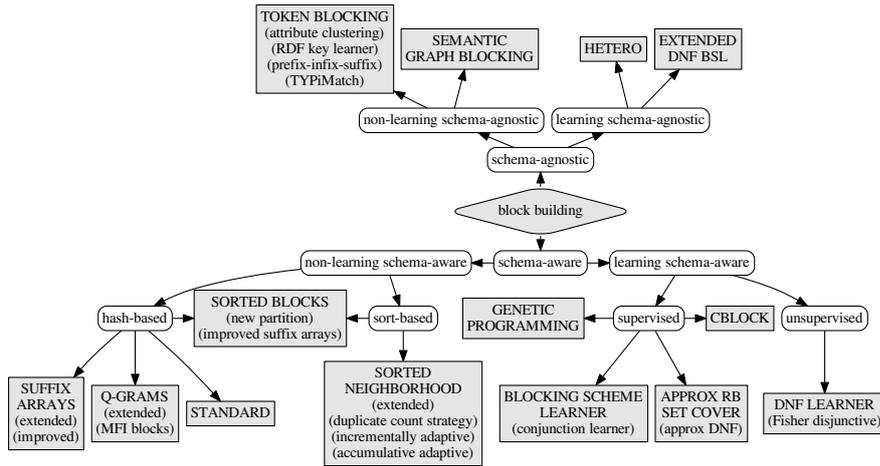 TOKEN BLOCKING
(attribute clustering)
(RDF key learner)
(prefix-infix-suffix)
(TYPiMatch)
SEMANTIC
GRAPH BLOCKING
HETERO
EXTENDED
DNF BSL
non-learning schema-agnostic
learning schema-agnostic
schema-agnostic
block building
non-learning schema-aware
schema-aware
learning schema-aware
hash-based
SORTED BLOCKS
(new partition)
(improved suffix arrays)
sort-based
GENETIC
PROGRAMMING
supervised
CBLOCK
unsupervised
SUFFIX
ARRAYS
(extended)
(improved)
Q-GRAMS
(extended)
(MFI blocks)
STANDARD
SORTED
NEIGHBORHOOD
(extended)
(duplicate count strategy)
(incrementally adaptive)
(accumulative adaptive)
BLOCKING SCHEME
LEARNER
(conjunction learner)
APPROX RB
SET COVER
(approx DNF)
DNF LEARNER
(Fisher disjunctive)